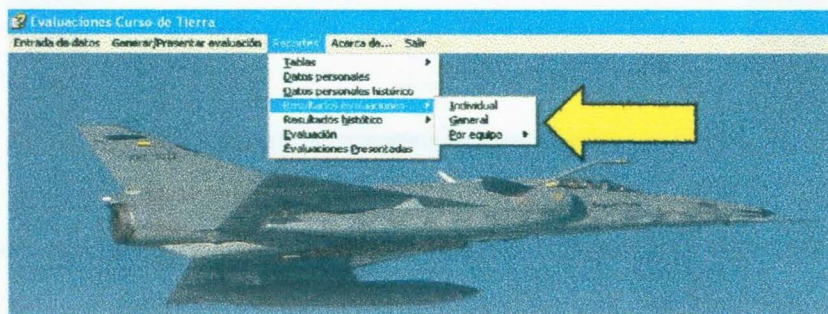 Evaluaciones Curso de Tierra
Entrada de datos Generar/Presentar evaluación Reportes Acerca de... Salir
Tablas
Datos personales
Datos personales histórico
Resultados evaluaciones
Resultados histótico
Evaluación
Evaluaciones Presentadas
Individual
General
Por equipo